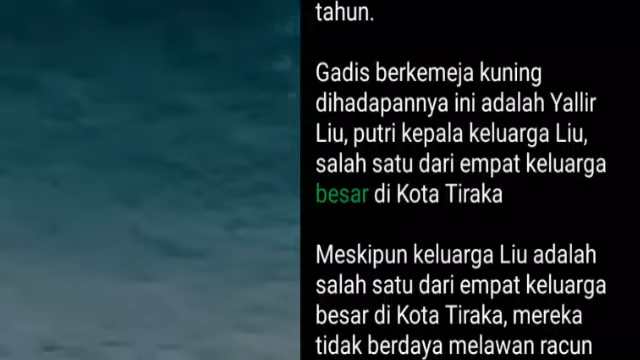 tahun.
Gadis berkemeja kuning
dihadapannya ini adalah Yallir
Liu, putri kepala keluarga Liu,
salah satu dari empat keluarga
besar di Kota Tiraka
Meskipun keluarga Liu adalah
salah satu dari empat keluarga
besar di Kota Tiraka, mereka
tidak berdaya melawan racun